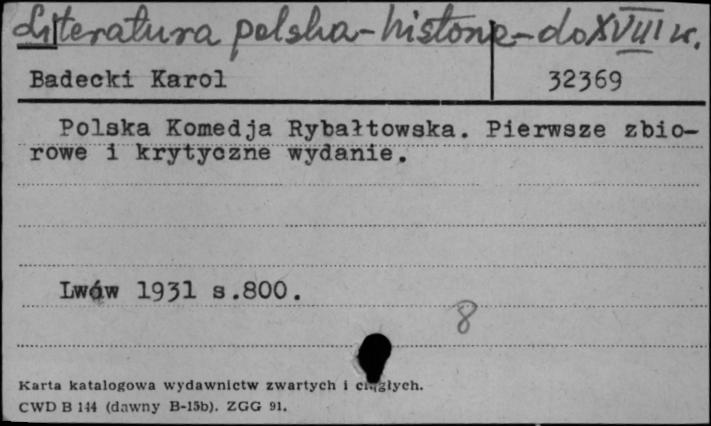 Literatura polska-historia-do XVIII w.
Badecki Karol 32369
Polska Komedja Rybałtowska. Pierwsze zbio-
rowe i krytyczne wydanie.
Lwów 1931 s.800.
8
Karta katalogowa wydawnictw zwartych i ciągłych.
CWD B 144 (dawny B-15b). ZGG 91.